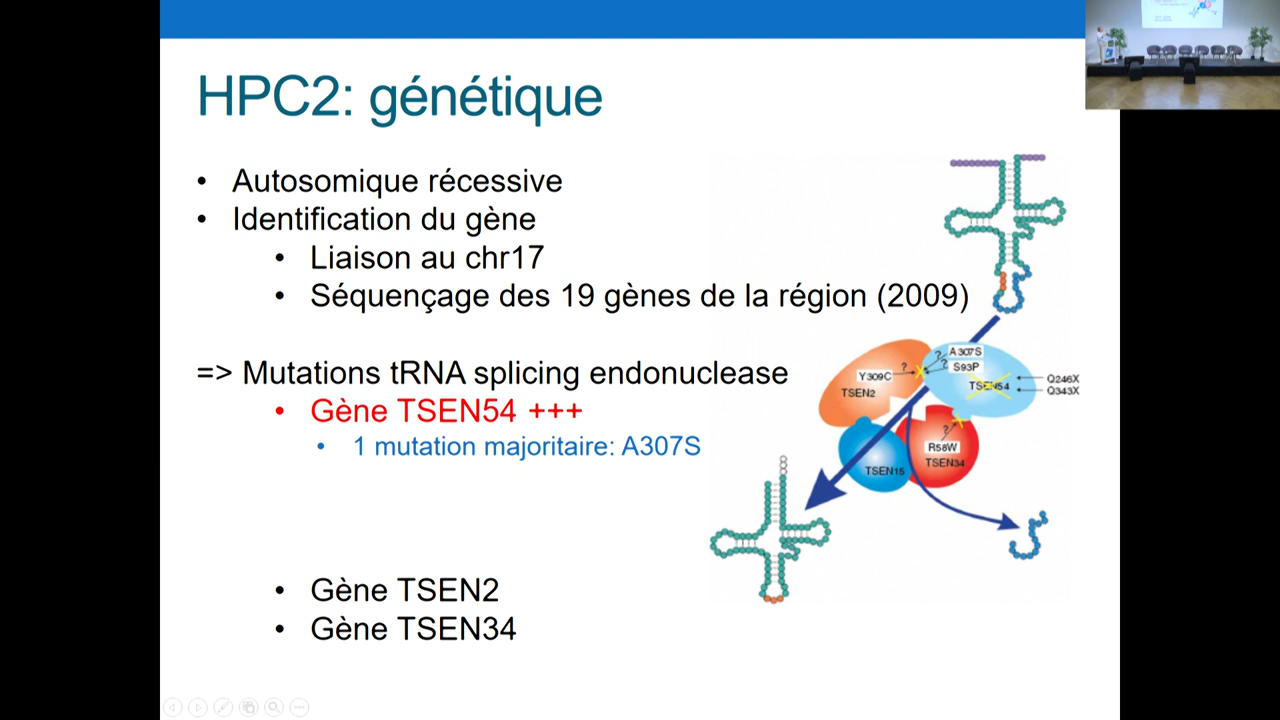 HPC2: génétique
• Autosomique récessive
• Identification du gène
• Liaison au chr17
• Séquençage des 19 gènes de la région (2009)
=> Mutations tRNA splicing endonuclease
• Gène TSEN54 +++
• 1 mutation majoritaire: A307S
• Gène TSEN2
• Gène TSEN34
? A307S
? S93P
Y309C ?
TSEN2
TSEN54
Q246X
Q343X
? R58W
TSEN15
TSEN34